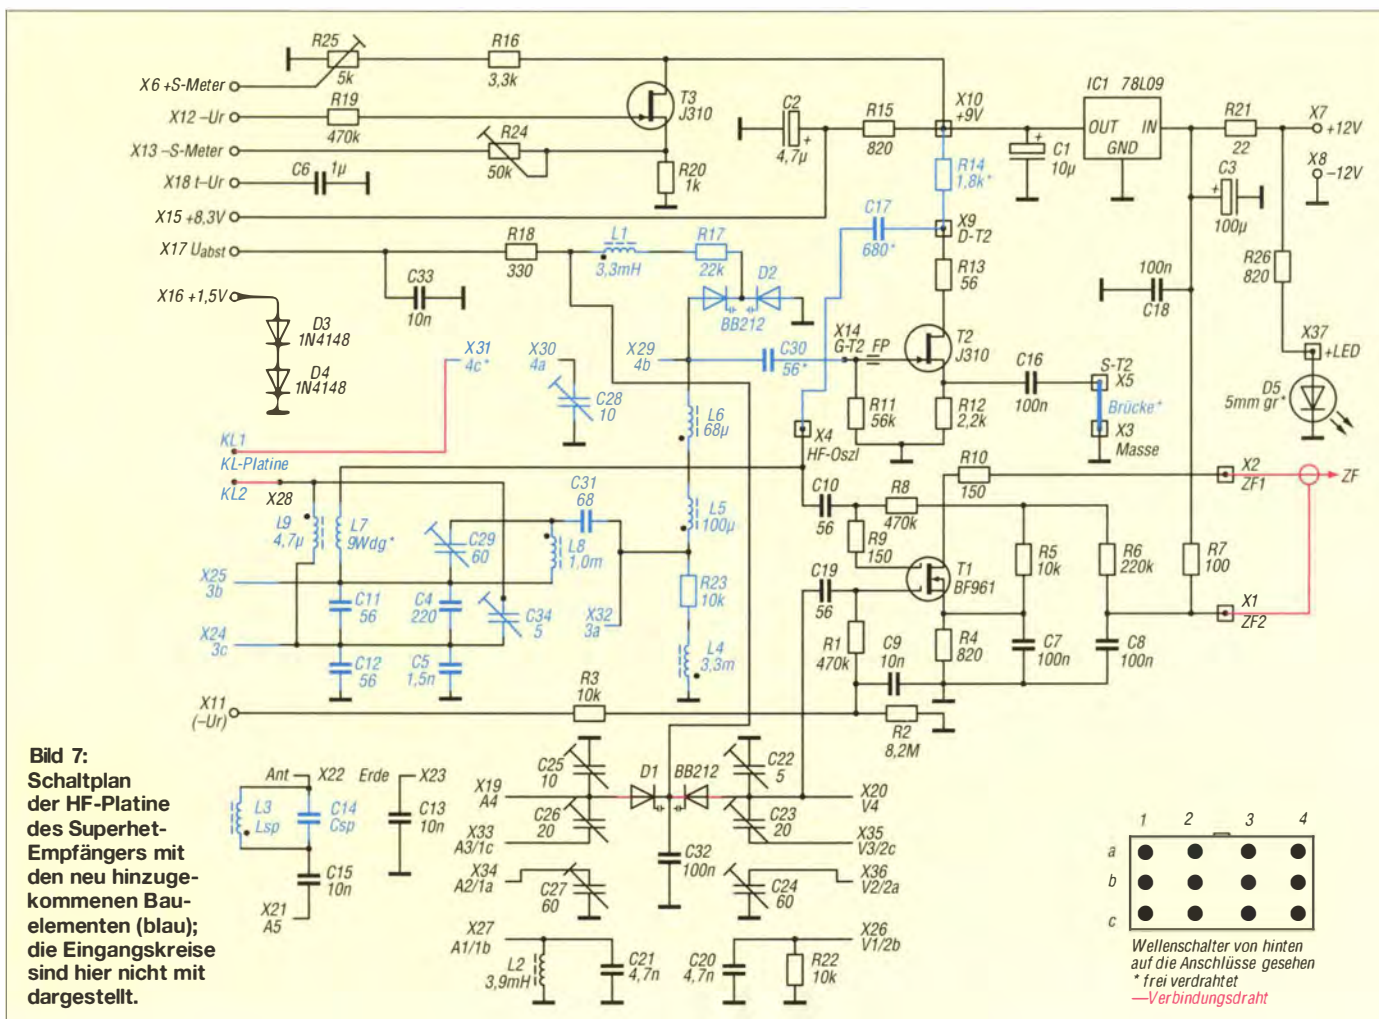 R25
5k
R16
3,3k
X6 +S-Meter
R19
470k
X12 –Ur
T3
J310
R24
50k
X13 –S-Meter
C6
1µ
X18 t–Ur
R20
1k
X15 +8,3V
C2
4,7µ
+
R15
820
X10
+9V
IC1 78L09
OUT
IN
GND
R21
22
X7
+12V
X8
–12V
+
C1
10µ
C3
+
100µ
R14
1,8k*
C17
680*
X9
D-T2
X17 Uabst
R18
330
L1
3,3mH
R17
22k
D2
BB212
R13
56
100n
C18
R26
820
X16 +1,5V
C33
10n
D3
1N4148
D4
1N4148
X31
4c*
X30
4a
C28
10
X29
4b
C30
56*
X14
G-T2
FP
T2
J310
C16
100n
S-T2
X5
Brücke*
X3
Masse
X37
+LED
D5
5mm gr*
R11
56k
R12
2,2k
L6
68µ
X4
HF-Oszl
KL1
KL-Platine
KL2
X28
R10
150
X2
ZF1
ZF
C31
68
L5
100µ
C10
56
R8
470k
R9
150
L9
4,7µ
L7
9Wdg*
C29
60
L8
1,0m
C19
56
T1
BF961
R5
10k
R6
220k
R7
100
X25
3b
C11
56
C4
220
C34
5
X32
3a
R23
10k
X1
ZF2
X24
3c
C12
56
C5
1,5n
L4
3,3m
R1
470k
C9
10n
R4
820
C7
100n
C8
100n
X11
(–Ur)
R3
10k
R2
8,2M
Bild 7:
Schaltplan
der HF-Platine
des Superhet-
Empfängers mit
den neu hinzuge-
kommenen Bau-
elementen (blau);
die Eingangskreise
sind hier nicht mit
dargestellt.
Ant
X22
Erde
X23
L3
Lsp
C14
Csp
C13
10n
C15
10n
X21
A5
C25
10
D1
BB212
C22
5
X19
A4
X20
V4
C26
20
C23
20
X33
A3/1c
X35
V3/2c
C32
100n
X34
A2/1a
C27
60
C24
60
X36
V2/2a
X27
A1/1b
X26
V1/2b
L2
3,9mH
C21
4,7n
C20
4,7n
R22
10k
1 2 3 4
a
b
c
Wellenschalter von hinten
auf die Anschlüsse gesehen
* frei verdrahtet
—Verbindungsdraht